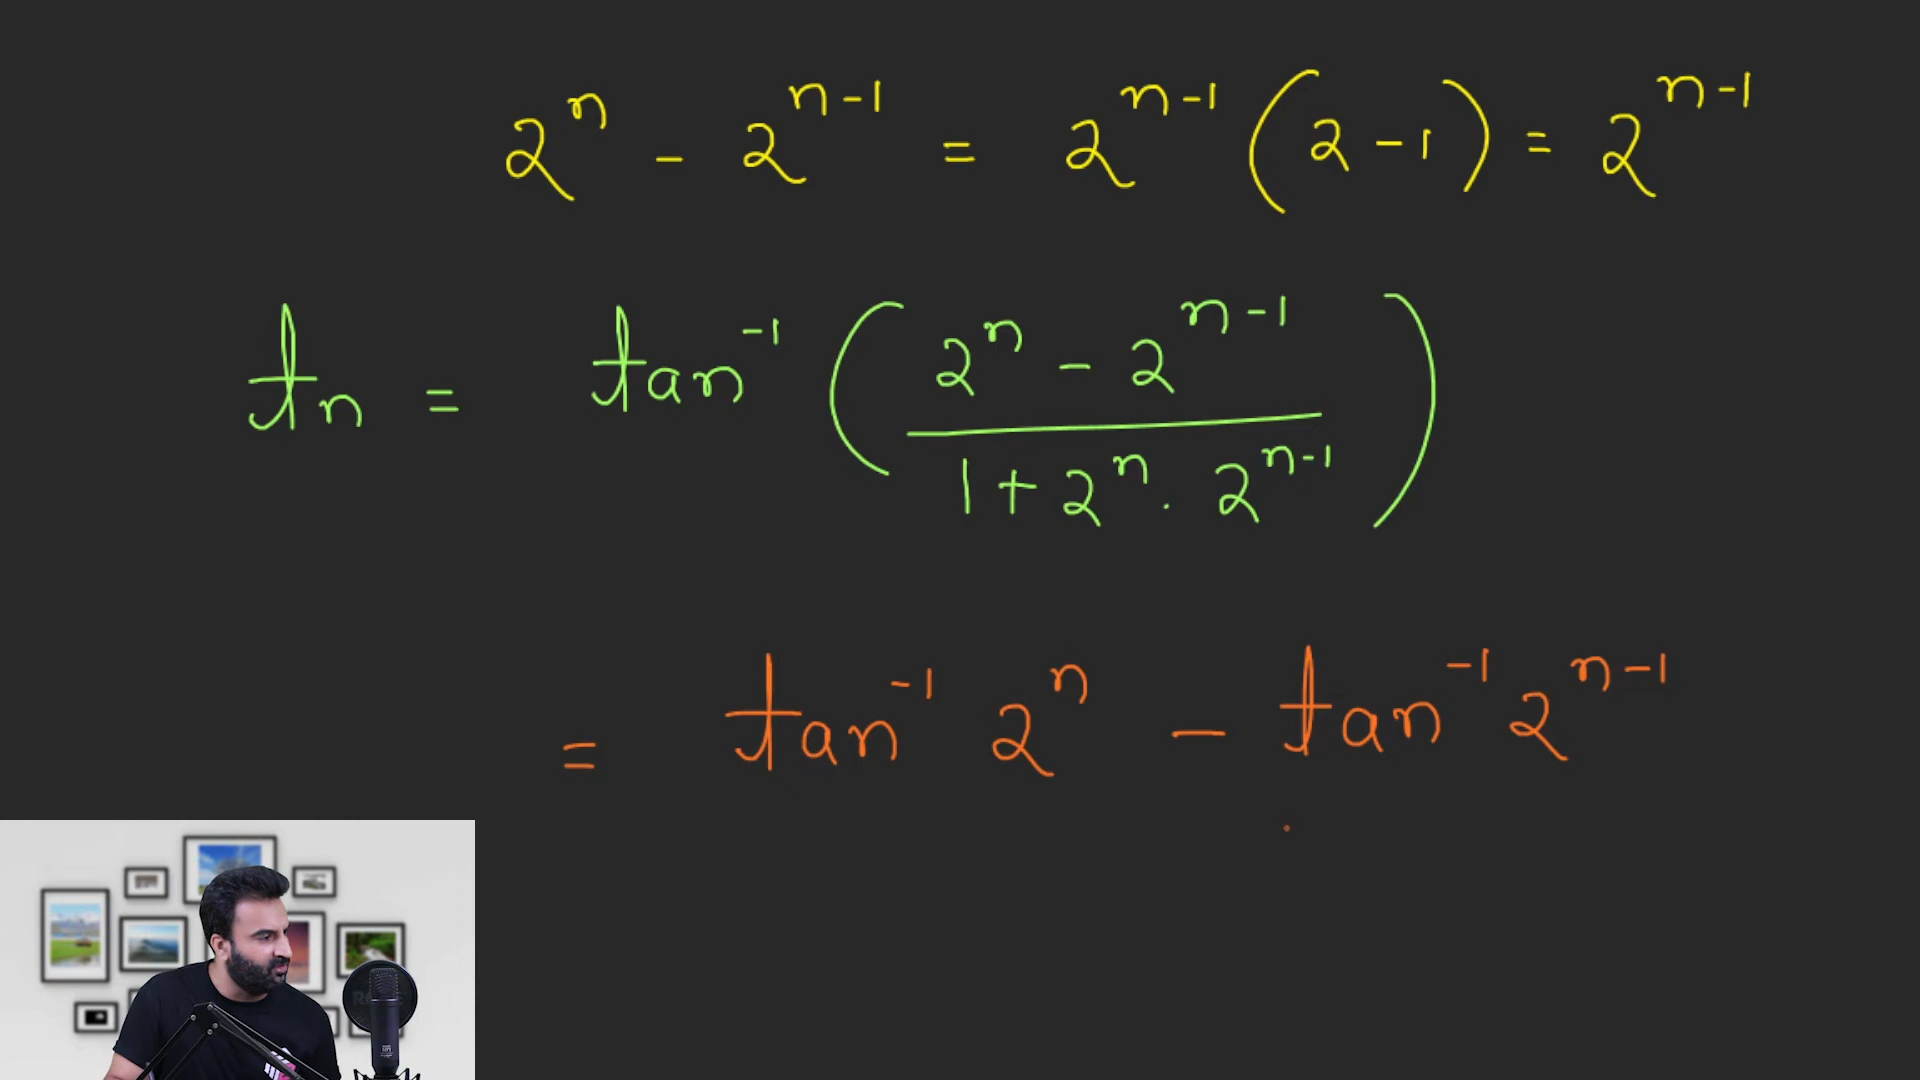 2^n - 2^{n-1} = 2^{n-1} (2 - 1) = 2^{n-1}
t_n = tan^{-1} ( (2^n - 2^{n-1}) / (1 + 2^n . 2^{n-1}) )
= tan^{-1} 2^n - tan^{-1} 2^{n-1}